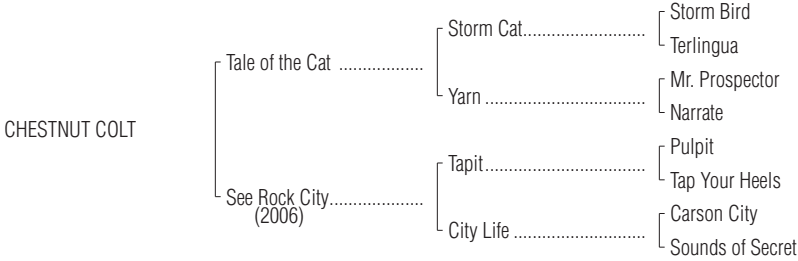 Storm Bird
Storm Cat..............................
Terlingua
Tale of the Cat ..................
Mr. Prospector
Yarn .......................................
Narrate
CHESTNUT COLT
Pulpit
Tapit.......................................
Tap Your Heels
See Rock City....................
(2006)
Carson City
City Life ................................
Sounds of Secret